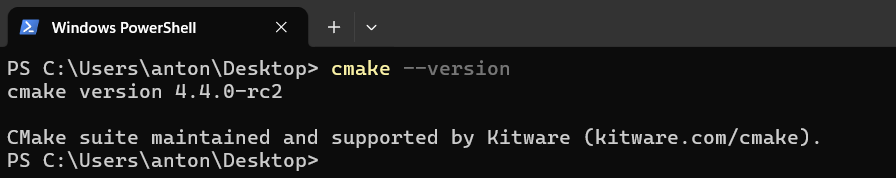 Windows PowerShell
PS C:\Users\anton\Desktop> cmake --version
cmake version 4.4.0-rc2
CMake suite maintained and supported by Kitware (kitware.com/cmake).
PS C:\Users\anton\Desktop>